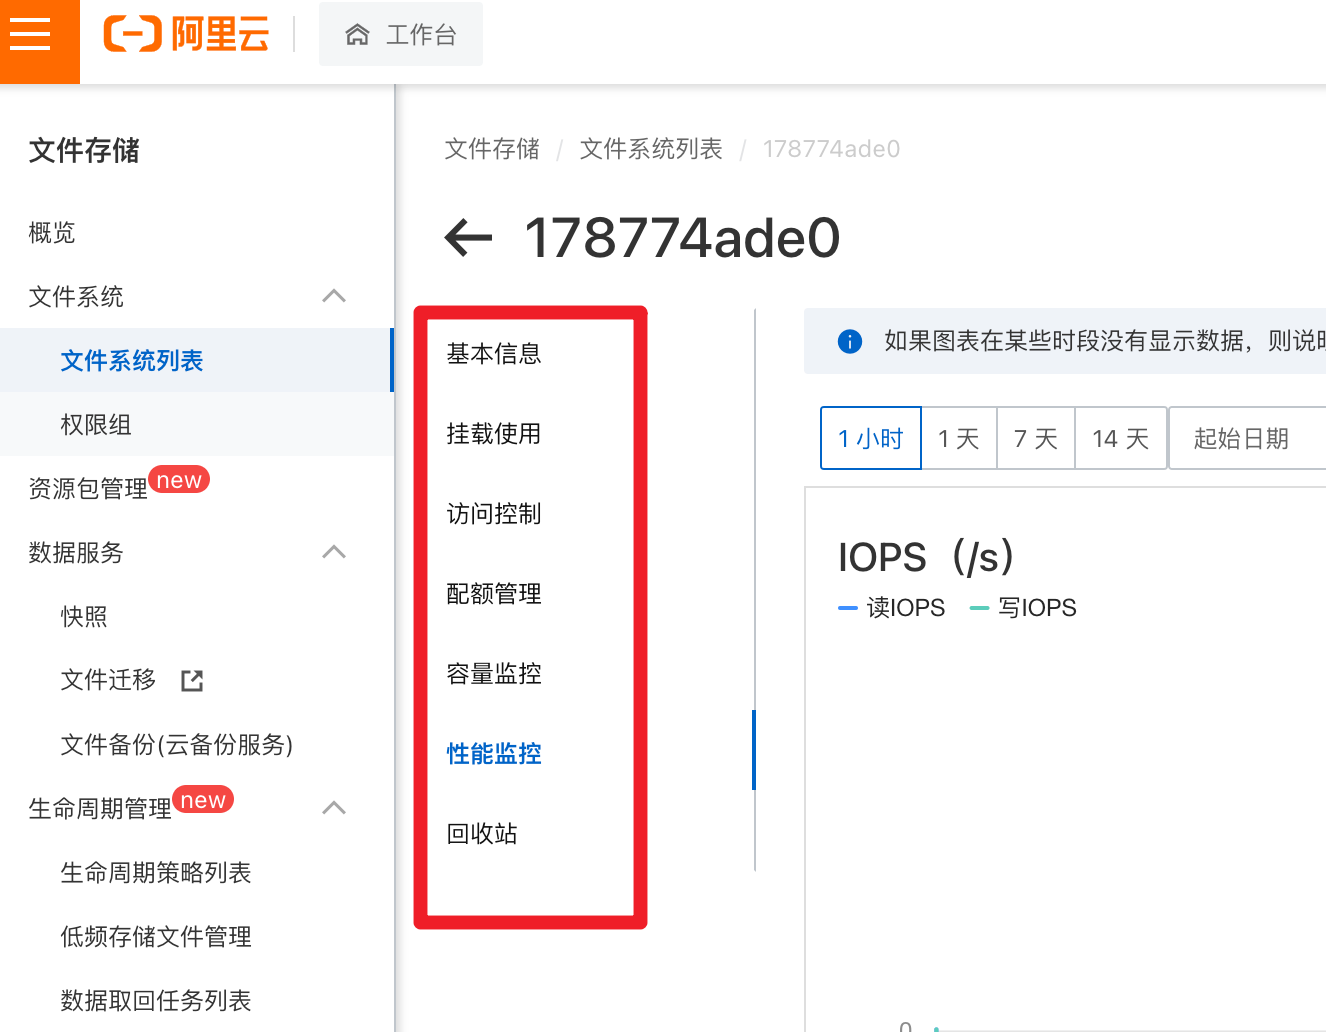 阿里云
工作台
文件存储
概览
文件系统
文件系统列表
权限组
资源包管理 new
数据服务
快照
文件迁移
文件备份(云备份服务)
生命周期管理 new
生命周期策略列表
低频存储文件管理
数据取回任务列表
文件存储 / 文件系统列表 / 178774ade0
178774ade0
基本信息
挂载使用
访问控制
配额管理
容量监控
性能监控
回收站
如果图表在某些时段没有显示数据，则说明
1 小时 1 天 7 天 14 天 起始日期
IOPS（/s）
读IOPS 写IOPS
0